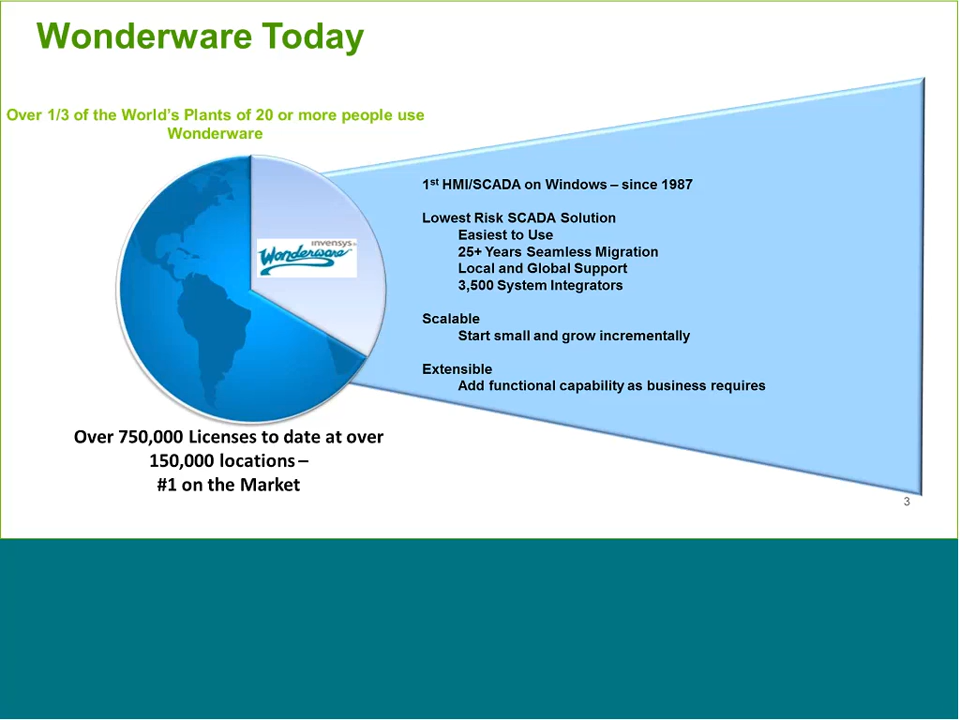 Wonderware Today
Over 1/3 of the World's Plants of 20 or more people use
Wonderware
invensys
Wonderware
1st HMI/SCADA on Windows – since 1987
Lowest Risk SCADA Solution
Easiest to Use
25+ Years Seamless Migration
Local and Global Support
3,500 System Integrators
Scalable
Start small and grow incrementally
Extensible
Add functional capability as business requires
Over 750,000 Licenses to date at over
150,000 locations –
#1 on the Market
3